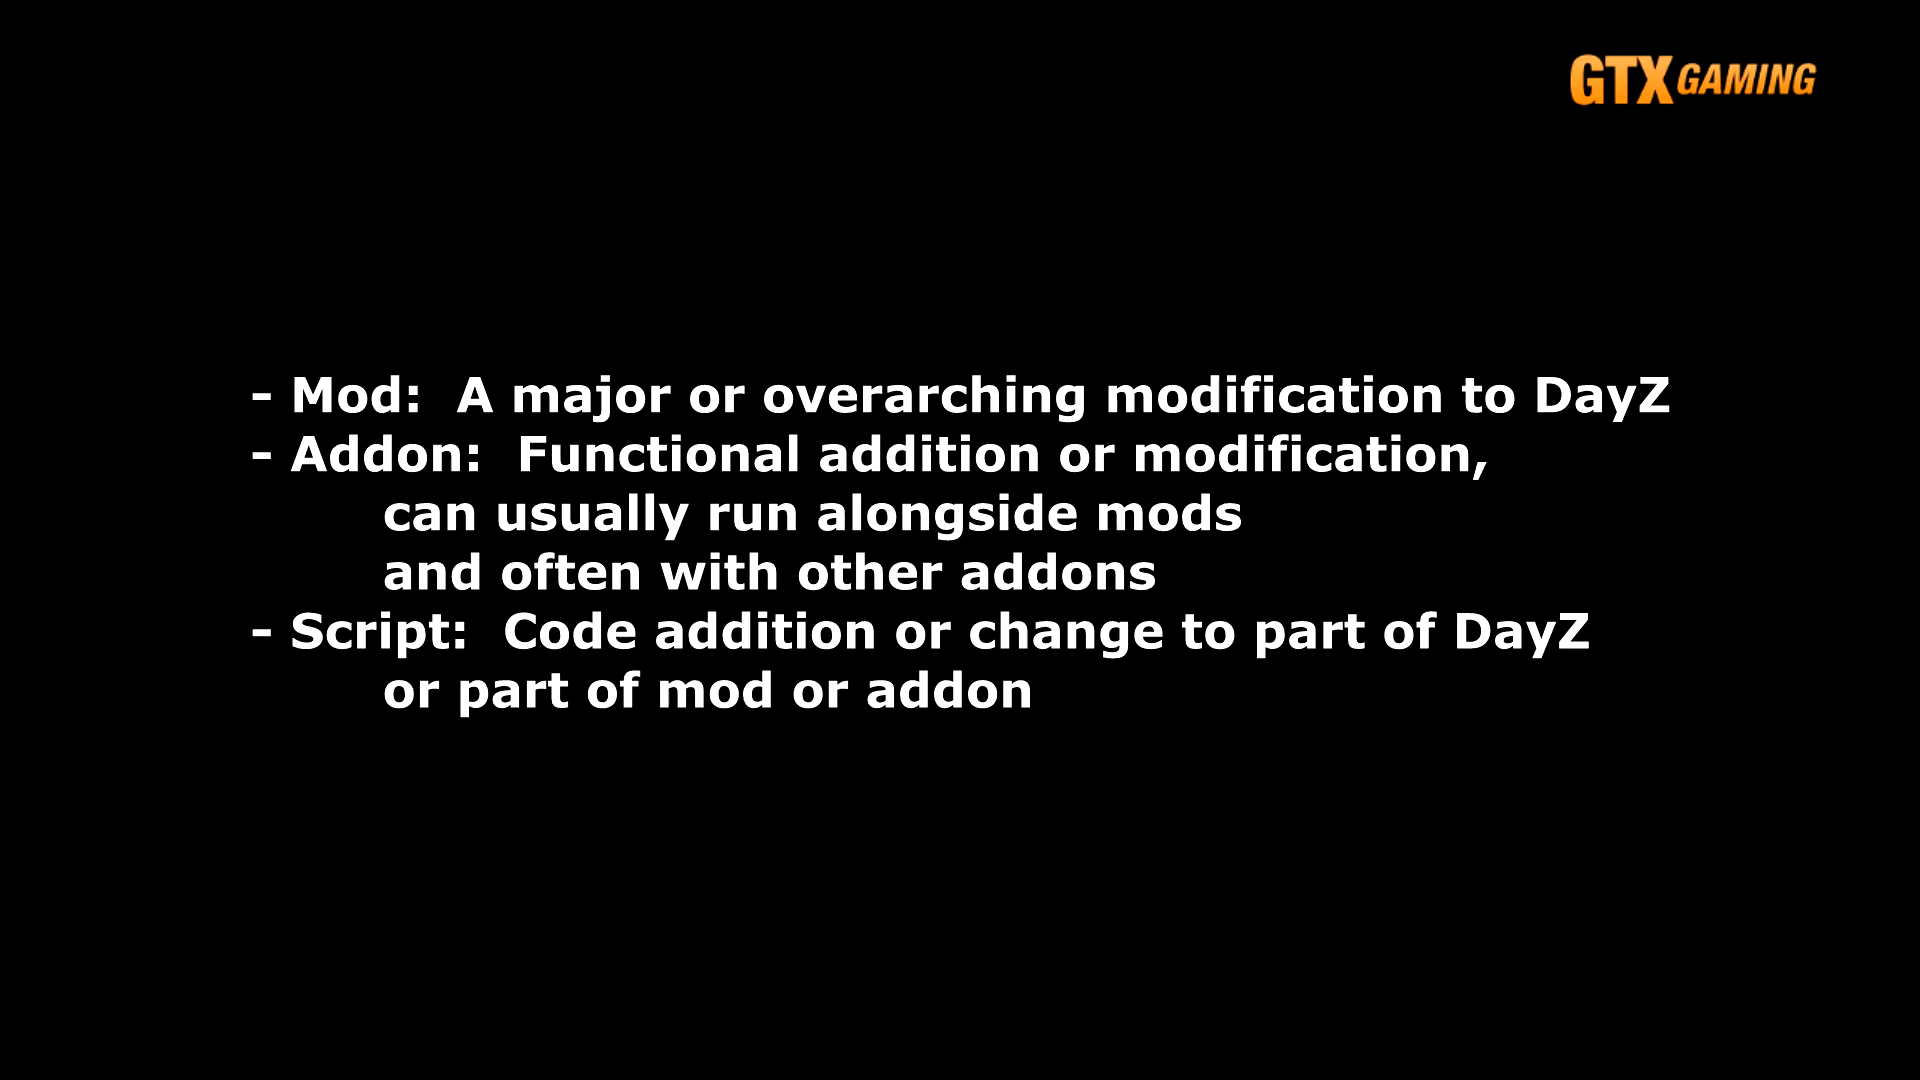 GTX GAMING
- Mod:  A major or overarching modification to DayZ
- Addon:  Functional addition or modification,
can usually run alongside mods
and often with other addons
- Script:  Code addition or change to part of DayZ
or part of mod or addon